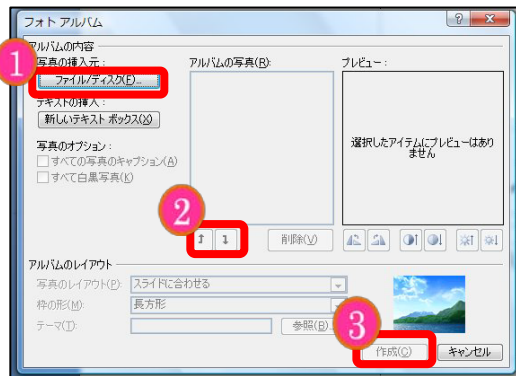 フォト アルバム
アルバムの内容
1
写真の挿入元：
アルバムの写真(R):
プレビュー：
ファイル/ディスク(F)...
テキストの挿入：
新しいテキスト ボックス(X)
選択したアイテムにプレビューはあり
ません
写真のオプション：
すべての写真のキャプション(A)
すべて白黒写真(K)
2
削除(V)
アルバムのレイアウト
写真のレイアウト(P):
スライドに合わせる
枠の形(M):
長方形
3
テーマ(T):
参照(B)...
作成(C)
キャンセル